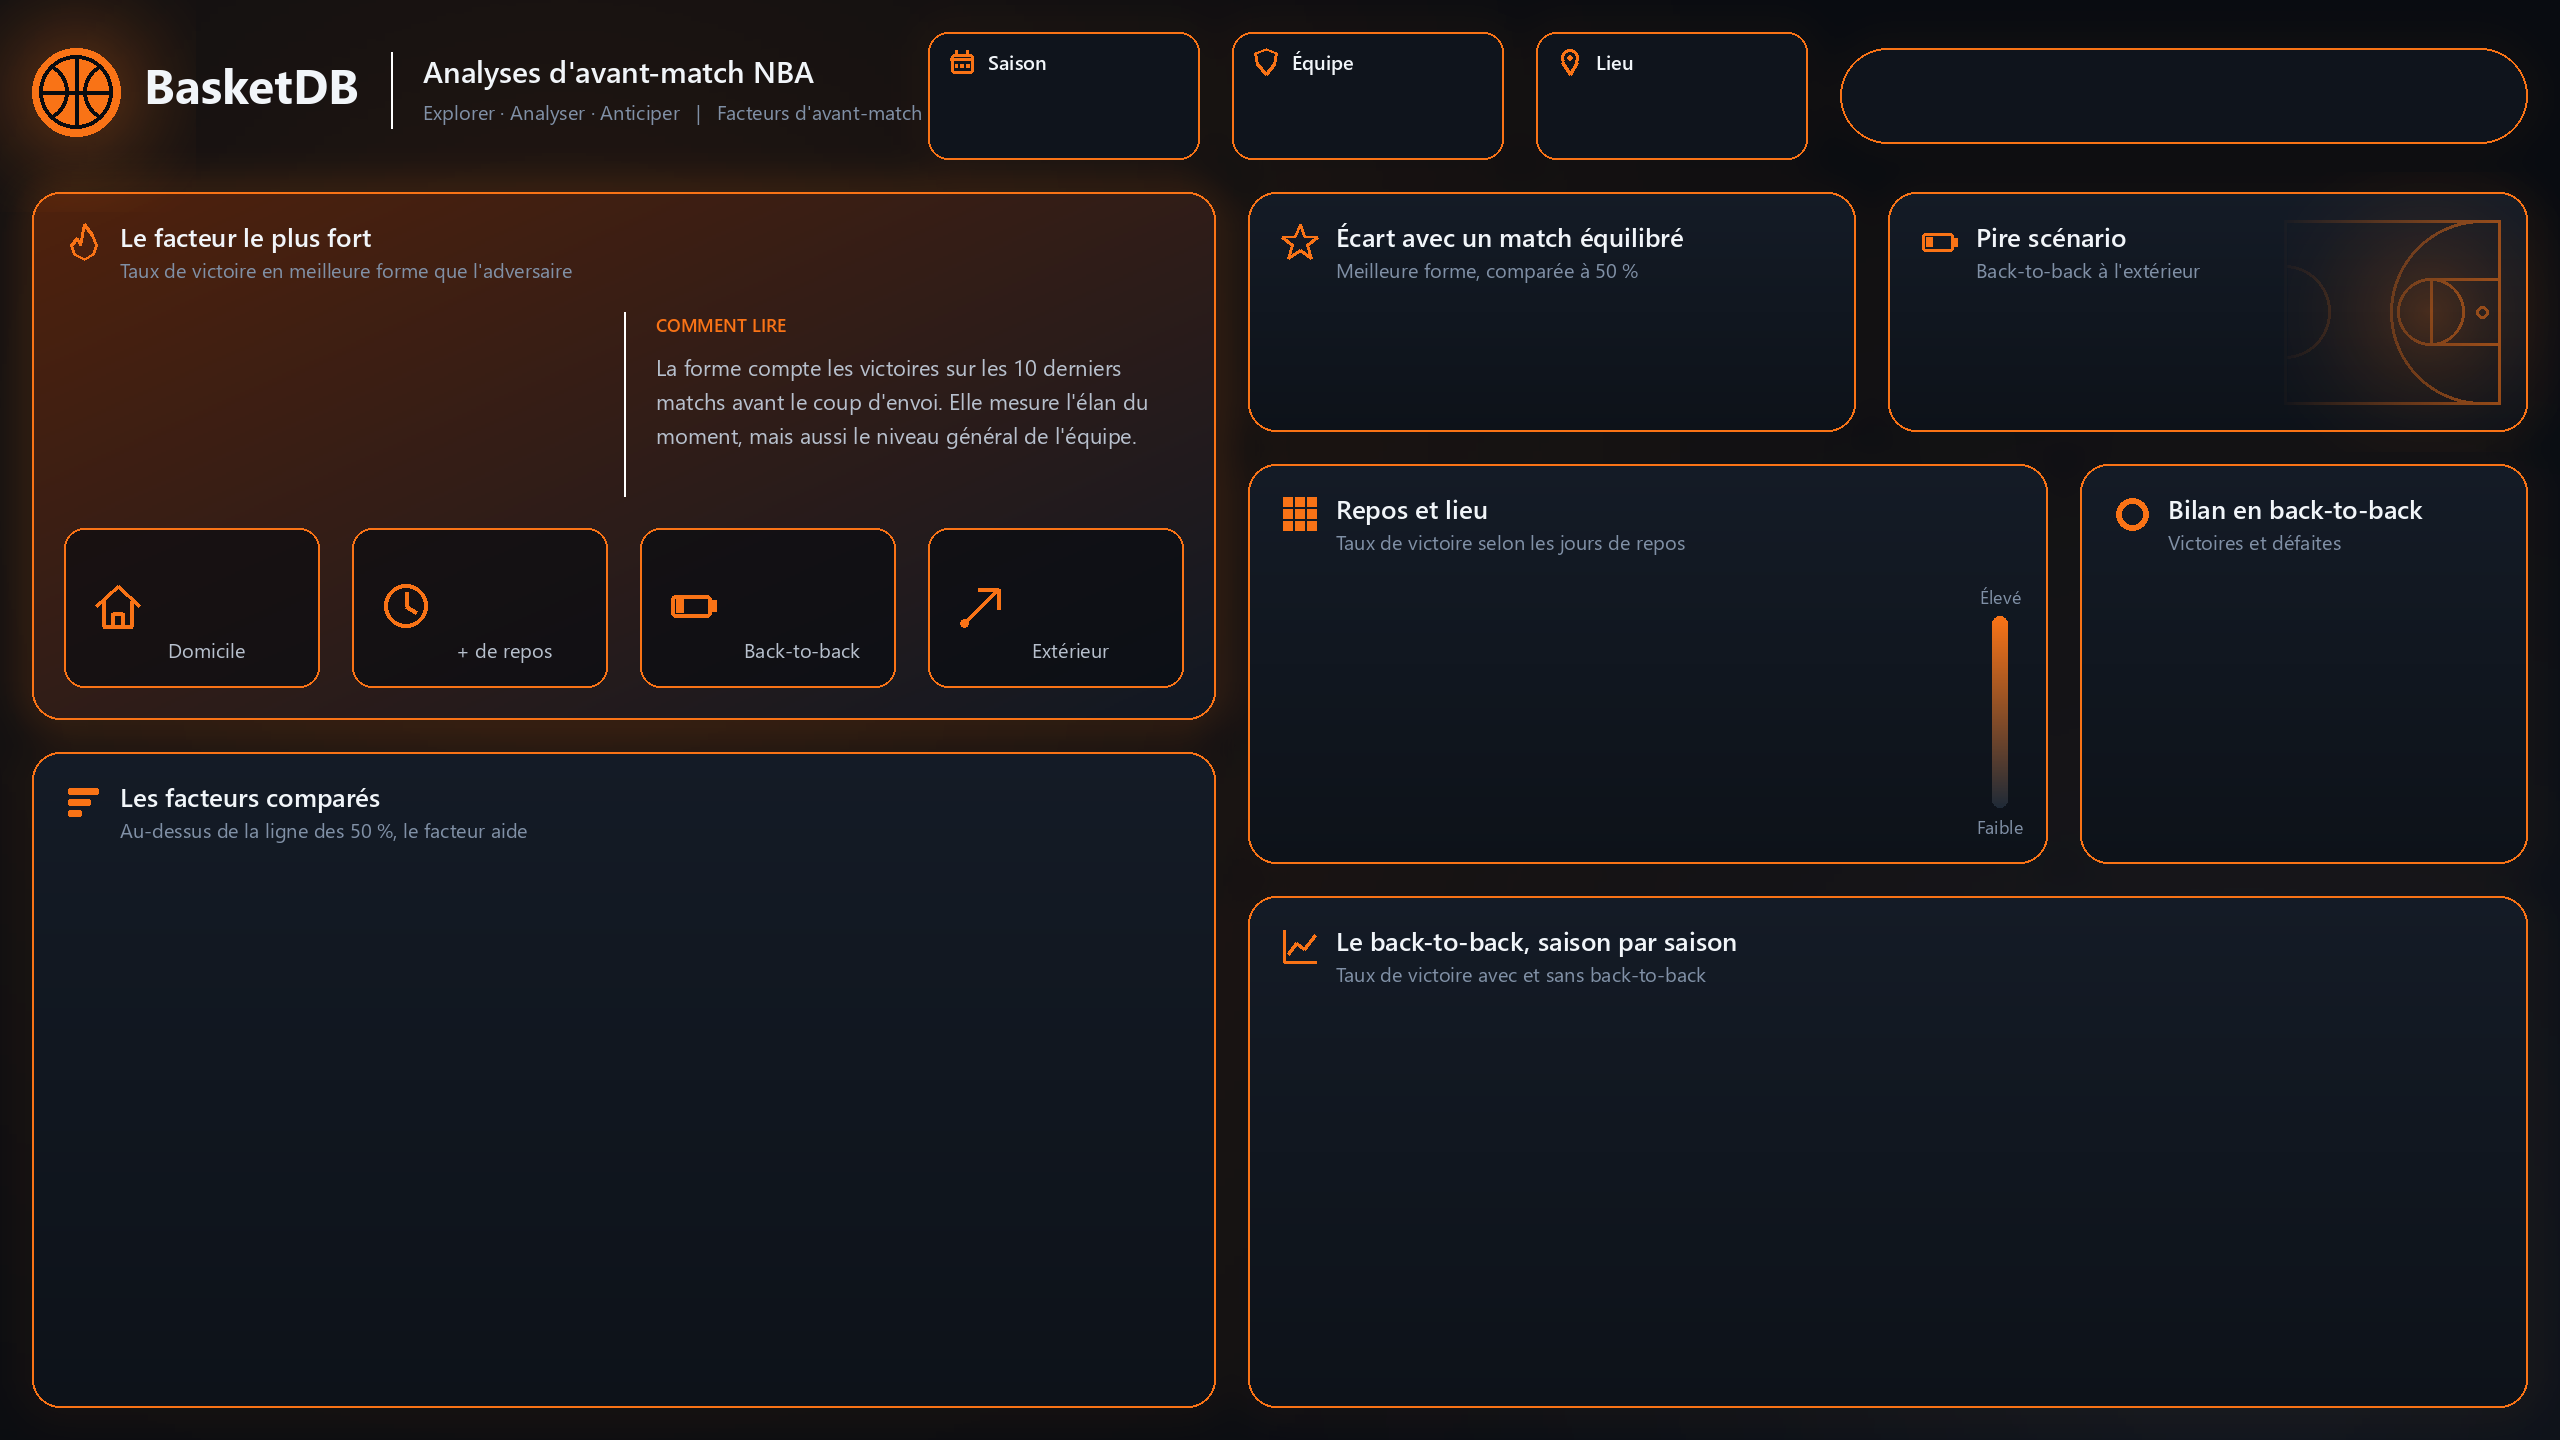 BasketDB
Analyses d'avant-match NBA
Explorer · Analyser · Anticiper | Facteurs d'avant-match
Saison
Équipe
Lieu
Le facteur le plus fort
Taux de victoire en meilleure forme que l'adversaire
COMMENT LIRE
La forme compte les victoires sur les 10 derniers
matchs avant le coup d'envoi. Elle mesure l'élan du
moment, mais aussi le niveau général de l'équipe.
Domicile
+ de repos
Back-to-back
Extérieur
Écart avec un match équilibré
Meilleure forme, comparée à 50 %
Pire scénario
Back-to-back à l'extérieur
Repos et lieu
Taux de victoire selon les jours de repos
Élevé
Faible
Bilan en back-to-back
Victoires et défaites
Les facteurs comparés
Au-dessus de la ligne des 50 %, le facteur aide
Le back-to-back, saison par saison
Taux de victoire avec et sans back-to-back